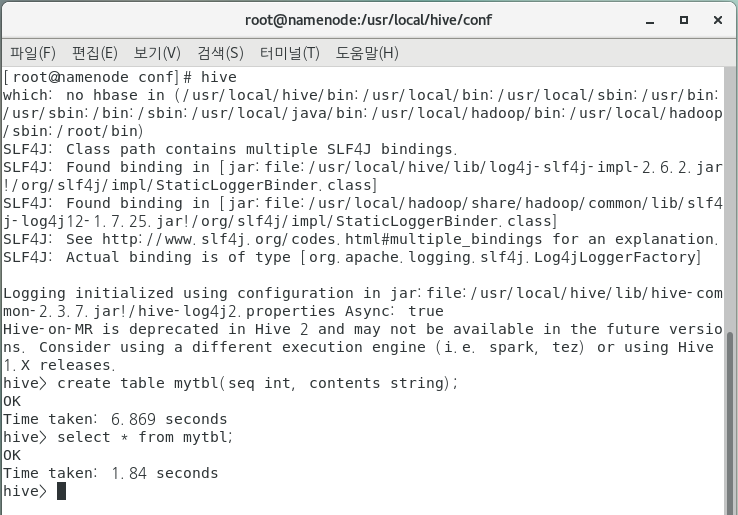 root@namenode:/usr/local/hive/conf
파일(F) 편집(E) 보기(V) 검색(S) 터미널(T) 도움말(H)
[root@namenode conf]# hive
which: no hbase in (/usr/local/hive/bin:/usr/local/bin:/usr/local/sbin:/usr/bin:
/usr/sbin:/bin:/sbin:/usr/local/java/bin:/usr/local/hadoop/bin:/usr/local/hadoop
/sbin:/root/bin)
SLF4J: Class path contains multiple SLF4J bindings.
SLF4J: Found binding in [jar:file:/usr/local/hive/lib/log4j-slf4j-impl-2.6.2.jar
!/org/slf4j/impl/StaticLoggerBinder.class]
SLF4J: Found binding in [jar:file:/usr/local/hadoop/share/hadoop/common/lib/slf4
j-log4j12-1.7.25.jar!/org/slf4j/impl/StaticLoggerBinder.class]
SLF4J: See http://www.slf4j.org/codes.html#multiple_bindings for an explanation.
SLF4J: Actual binding is of type [org.apache.logging.slf4j.Log4jLoggerFactory]
Logging initialized using configuration in jar:file:/usr/local/hive/lib/hive-com
mon-2.3.7.jar!/hive-log4j2.properties Async: true
Hive-on-MR is deprecated in Hive 2 and may not be available in the future versio
ns. Consider using a different execution engine (i.e. spark, tez) or using Hive
1.X releases.
hive> create table mytbl(seq int, contents string);
OK
Time taken: 6.869 seconds
hive> select * from mytbl;
OK
Time taken: 1.84 seconds
hive>